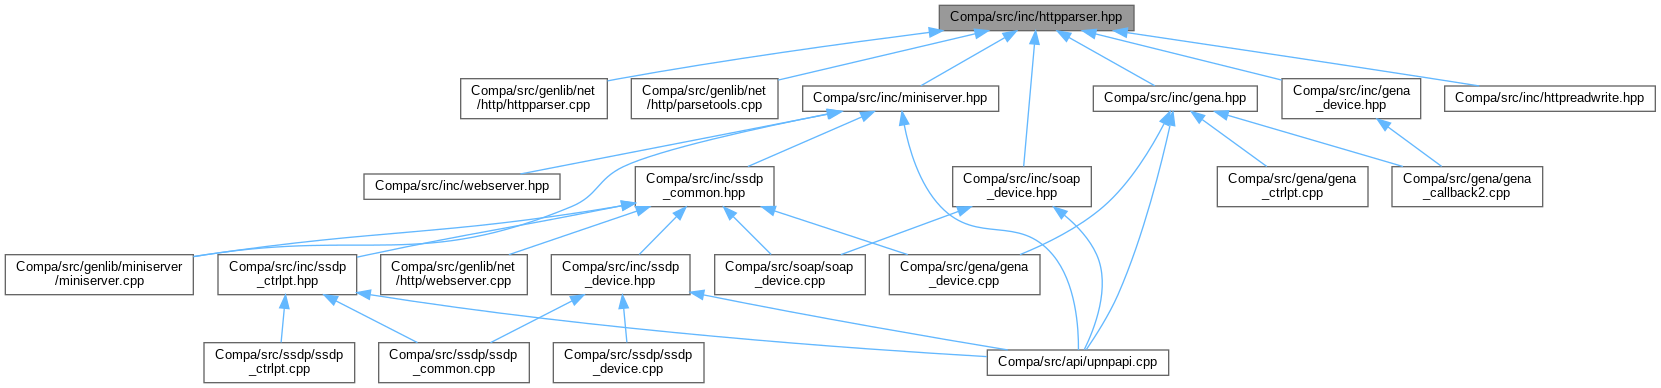 Compa/src/inc/httpparser.hpp
Compa/src/genlib/net
/http/httpparser.cpp
Compa/src/genlib/net
/http/parsetools.cpp
Compa/src/inc/miniserver.hpp
Compa/src/inc/gena.hpp
Compa/src/inc/gena
_device.hpp
Compa/src/inc/httpreadwrite.hpp
Compa/src/inc/webserver.hpp
Compa/src/inc/ssdp
_common.hpp
Compa/src/inc/soap
_device.hpp
Compa/src/gena/gena
_ctrlpt.cpp
Compa/src/gena/gena
_callback2.cpp
Compa/src/genlib/miniserver
/miniserver.cpp
Compa/src/inc/ssdp
_ctrlpt.hpp
Compa/src/genlib/net
/http/webserver.cpp
Compa/src/inc/ssdp
_device.hpp
Compa/src/soap/soap
_device.cpp
Compa/src/gena/gena
_device.cpp
Compa/src/ssdp/ssdp
_ctrlpt.cpp
Compa/src/ssdp/ssdp
_common.cpp
Compa/src/ssdp/ssdp
_device.cpp
Compa/src/api/upnpapi.cpp